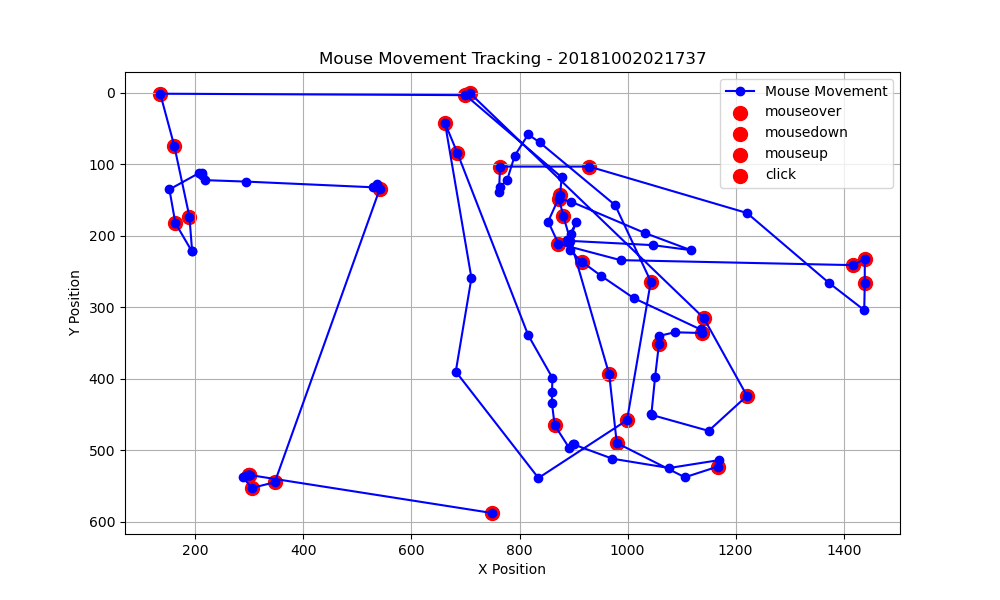 Mouse Movement Tracking - 20181002021737
Mouse Movement
mouseover
mousedown
mouseup
click
0
100
200
300
400
500
600
Y Position
200
400
600
800
1000
1200
1400
X Position